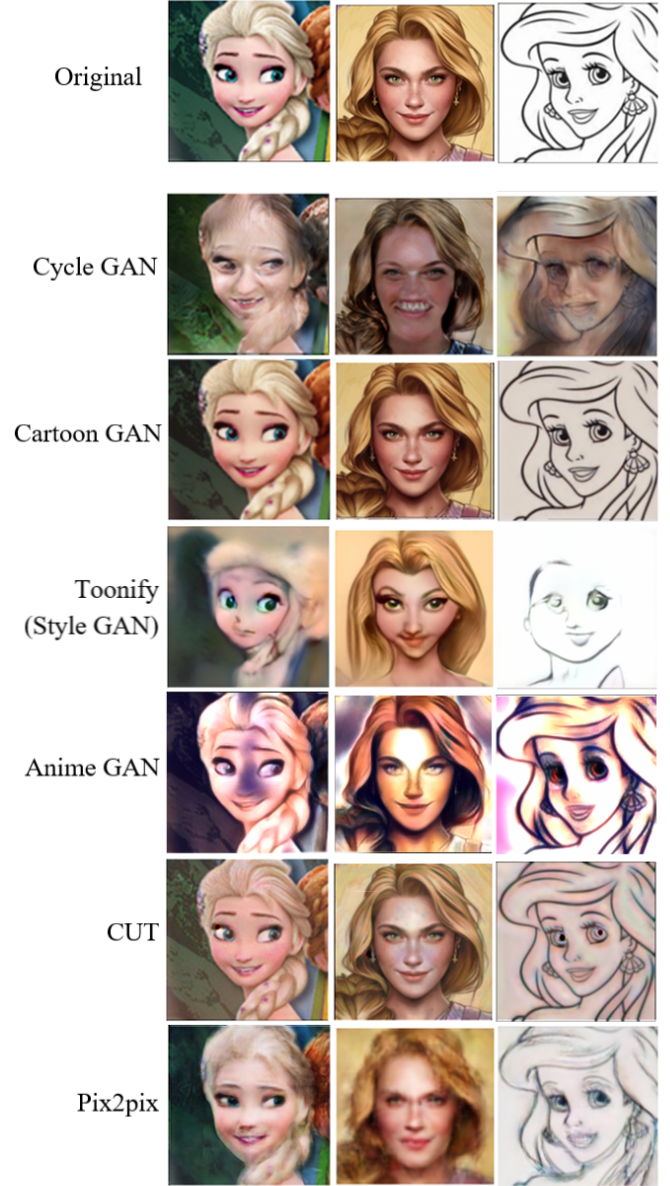 Original
Cycle GAN
Cartoon GAN
Toonify
(Style GAN)
Anime GAN
CUT
Pix2pix